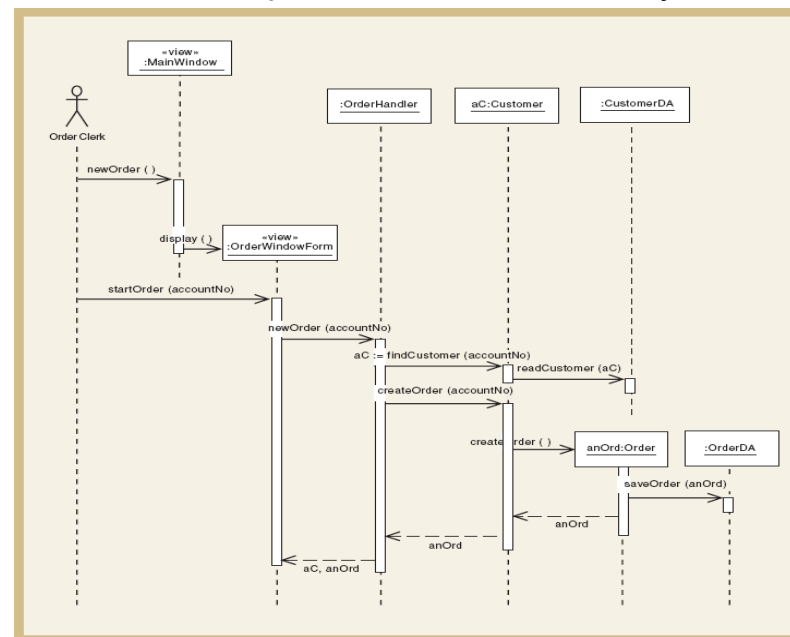 «view»
:MainWindow
:OrderHandler
aC:Customer
:CustomerDA
Order Clerk
newOrder ( )
display ( )
«view»
:OrderWindowForm
startOrder (accountNo)
newOrder (accountNo)
aC := findCustomer (accountNo)
readCustomer (aC)
createOrder (accountNo)
createOrder ( )
anOrd:Order
:OrderDA
saveOrder (anOrd)
anOrd
anOrd
aC, anOrd